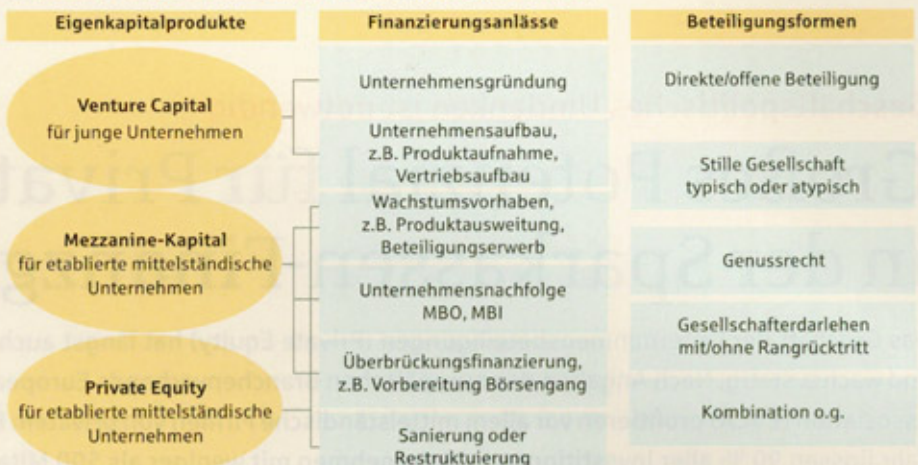 Eigenkapitalprodukte
Venture Capital
für junge Unternehmen
Mezzanine-Kapital
für etablierte mittelständische
Unternehmen
Private Equity
für etablierte mittelständische
Unternehmen
Finanzierungsanlässe
Unternehmensgründung
Unternehmensaufbau,
z.B. Produktaufnahme,
Vertriebsaufbau
Wachstumsvorhaben,
z.B. Produktausweitung,
Beteiligungserwerb
Unternehmensnachfolge
MBO, MBI
Überbrückungsfinanzierung,
z.B. Vorbereitung Börsengang
Sanierung oder
Restrukturierung
Beteiligungsformen
Direkte/offene Beteiligung
Stille Gesellschaft
typisch oder atypisch
Genussrecht
Gesellschafterdarlehen
mit/ohne Rangrücktritt
Kombination o.g.